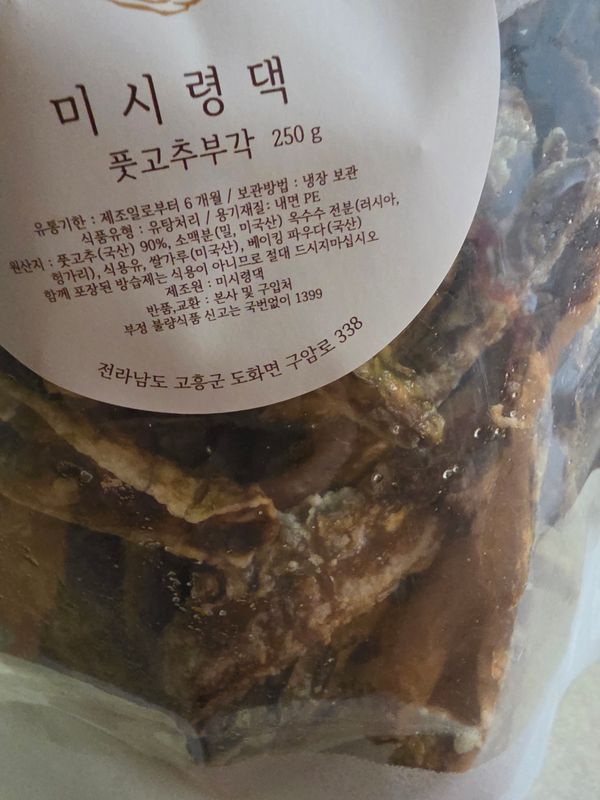 미시령댁
풋고추부각 250 g
유통기한 : 제조일로부터 6 개월 / 보관방법 : 냉장 보관
식품유형 : 유탕처리 / 용기재질: 내면 PE
원산지 : 풋고추(국산) 90%, 소맥분(밀, 미국산) 옥수수 전분(러시아,
헝가리), 식용유, 쌀가루(미국산), 베이킹 파우다(국산)
함께 포장된 방습제는 식용이 아니므로 절대 드시지마십시오
제조원 : 미시령댁
반품,교환 : 본사 및 구입처
부정 불량식품 신고는 국번없이 1399
전라남도 고흥군 도화면 구암로 338